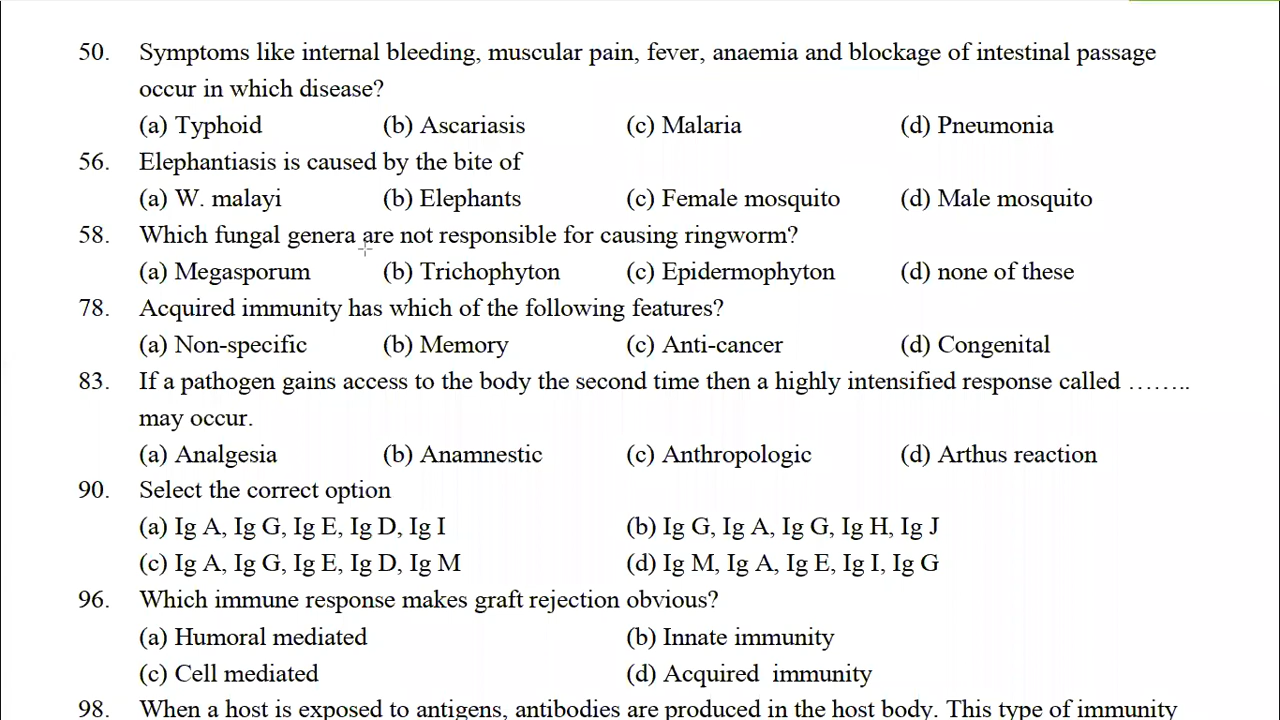 50. Symptoms like internal bleeding, muscular pain, fever, anaemia and blockage of intestinal passage
occur in which disease?
(a) Typhoid (b) Ascariasis (c) Malaria (d) Pneumonia
56. Elephantiasis is caused by the bite of
(a) W. malayi (b) Elephants (c) Female mosquito (d) Male mosquito
58. Which fungal genera are not responsible for causing ringworm?
(a) Megasporum (b) Trichophyton (c) Epidermophyton (d) none of these
78. Acquired immunity has which of the following features?
(a) Non-specific (b) Memory (c) Anti-cancer (d) Congenital
83. If a pathogen gains access to the body the second time then a highly intensified response called ……..
may occur.
(a) Analgesia (b) Anamnestic (c) Anthropologic (d) Arthus reaction
90. Select the correct option
(a) Ig A, Ig G, Ig E, Ig D, Ig I (b) Ig G, Ig A, Ig G, Ig H, Ig J
(c) Ig A, Ig G, Ig E, Ig D, Ig M (d) Ig M, Ig A, Ig E, Ig I, Ig G
96. Which immune response makes graft rejection obvious?
(a) Humoral mediated (b) Innate immunity
(c) Cell mediated (d) Acquired immunity
98. When a host is exposed to antigens, antibodies are produced in the host body. This type of immunity